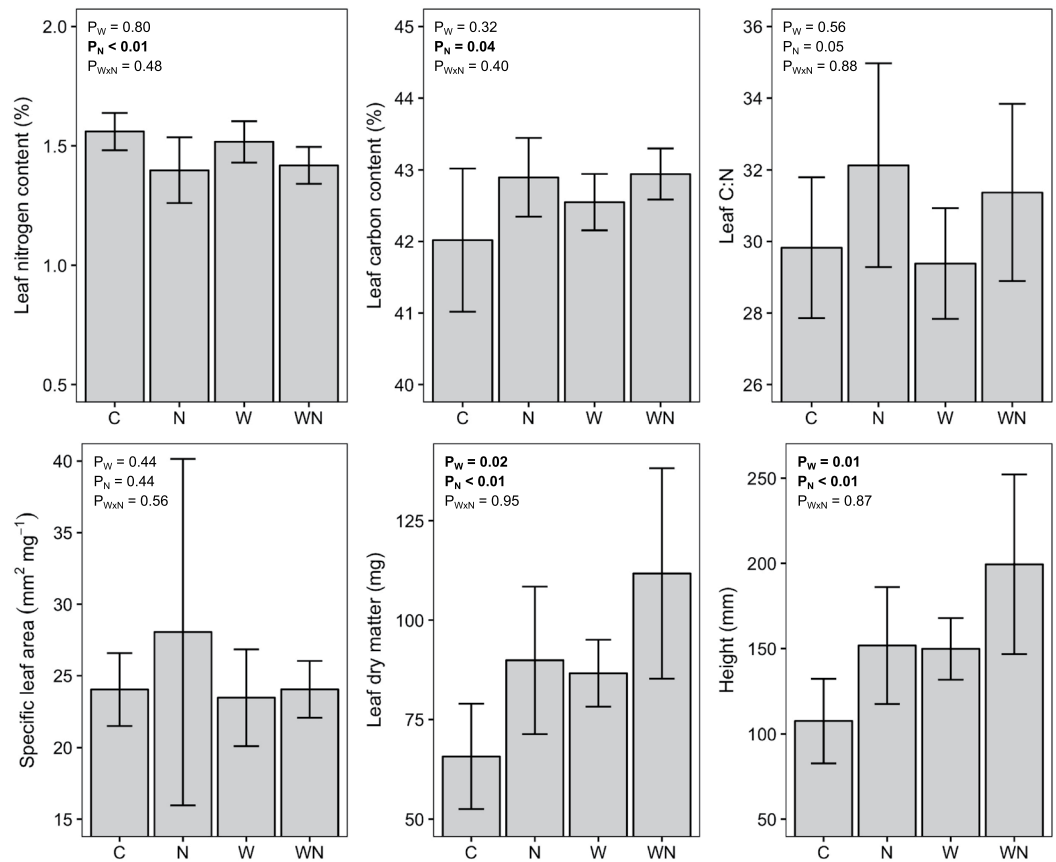 P_W = 0.80
P_N < 0.01
P_WxN = 0.48
Leaf nitrogen content (%)
2.0
1.5
1.0
0.5
C N W WN
P_W = 0.32
P_N = 0.04
P_WxN = 0.40
Leaf carbon content (%)
45
44
43
42
41
40
C N W WN
P_W = 0.56
P_N = 0.05
P_WxN = 0.88
Leaf C:N
36
34
32
30
28
26
C N W WN
P_W = 0.44
P_N = 0.44
P_WxN = 0.56
Specific leaf area (mm² mg⁻¹)
40
35
30
25
20
15
C N W WN
P_W = 0.02
P_N < 0.01
P_WxN = 0.95
Leaf dry matter (mg)
125
100
75
50
C N W WN
P_W = 0.01
P_N < 0.01
P_WxN = 0.87
Height (mm)
250
200
150
100
50
C N W WN